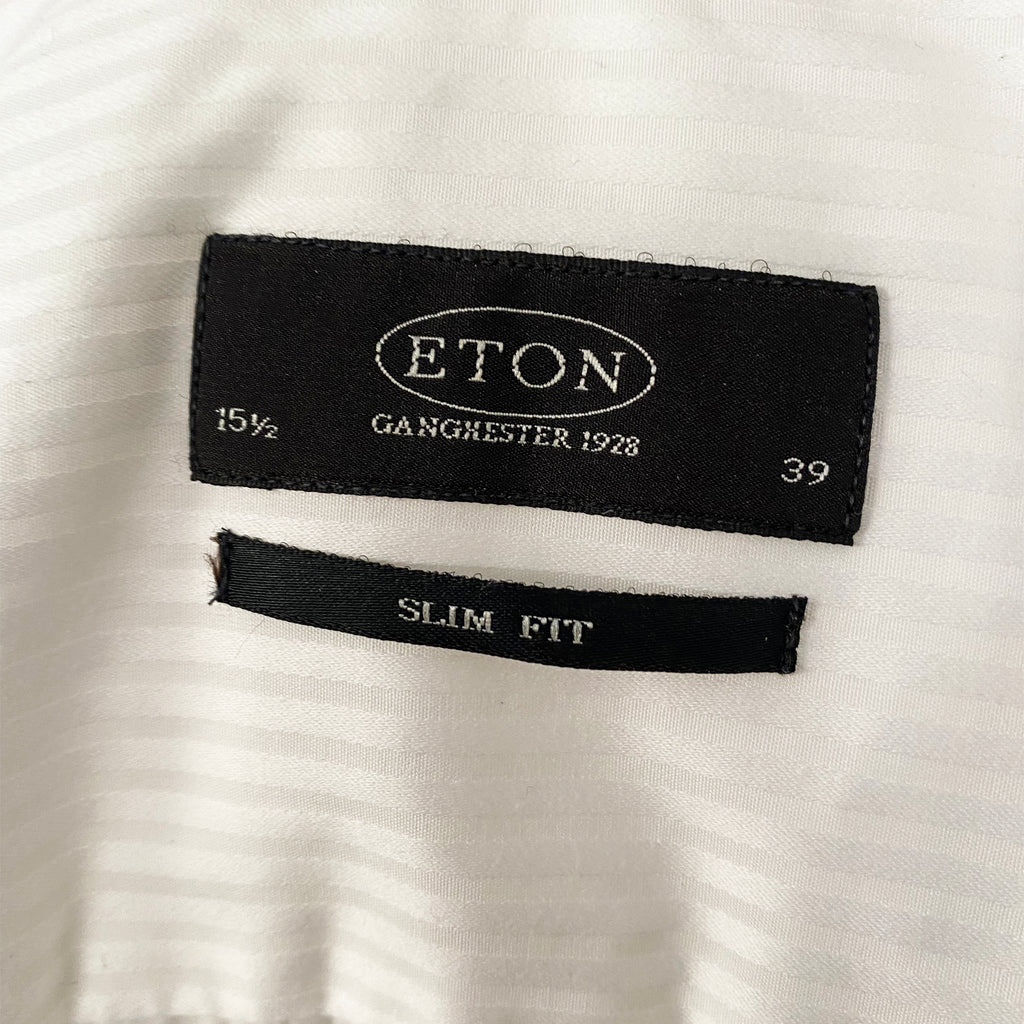 ETON
GANGHESTER 1928
15½
39
SLIM FIT